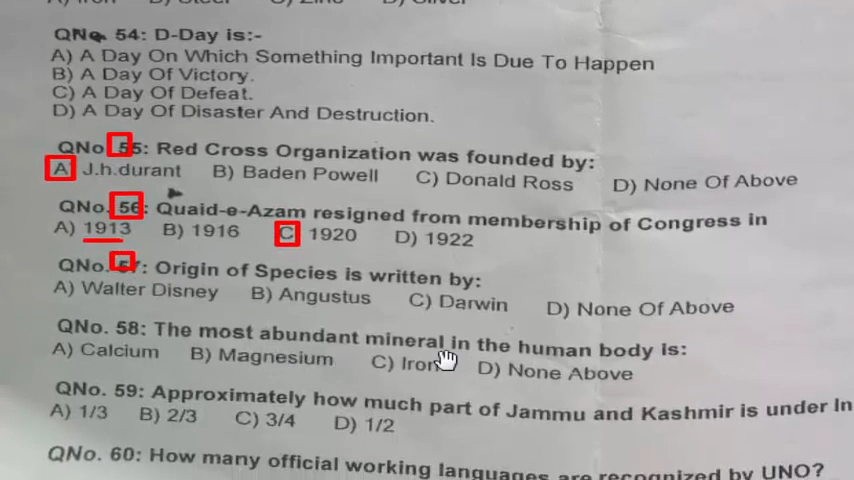 A) Iron B) Steel C) Zinc D) Silver
QNo. 54: D-Day is:-
A) A Day On Which Something Important Is Due To Happen
B) A Day Of Victory.
C) A Day Of Defeat.
D) A Day Of Disaster And Destruction.
QNo. 55: Red Cross Organization was founded by:
A) J.h.durant B) Baden Powell C) Donald Ross D) None Of Above
QNo. 56: Quaid-e-Azam resigned from membership of Congress in
A) 1913 B) 1916 C) 1920 D) 1922
QNo. 57: Origin of Species is written by:
A) Walter Disney B) Angustus C) Darwin D) None Of Above
QNo. 58: The most abundant mineral in the human body is:
A) Calcium B) Magnesium C) Iron D) None Above
QNo. 59: Approximately how much part of Jammu and Kashmir is under In
A) 1/3 B) 2/3 C) 3/4 D) 1/2
QNo. 60: How many official working languages are recognized by UNO?